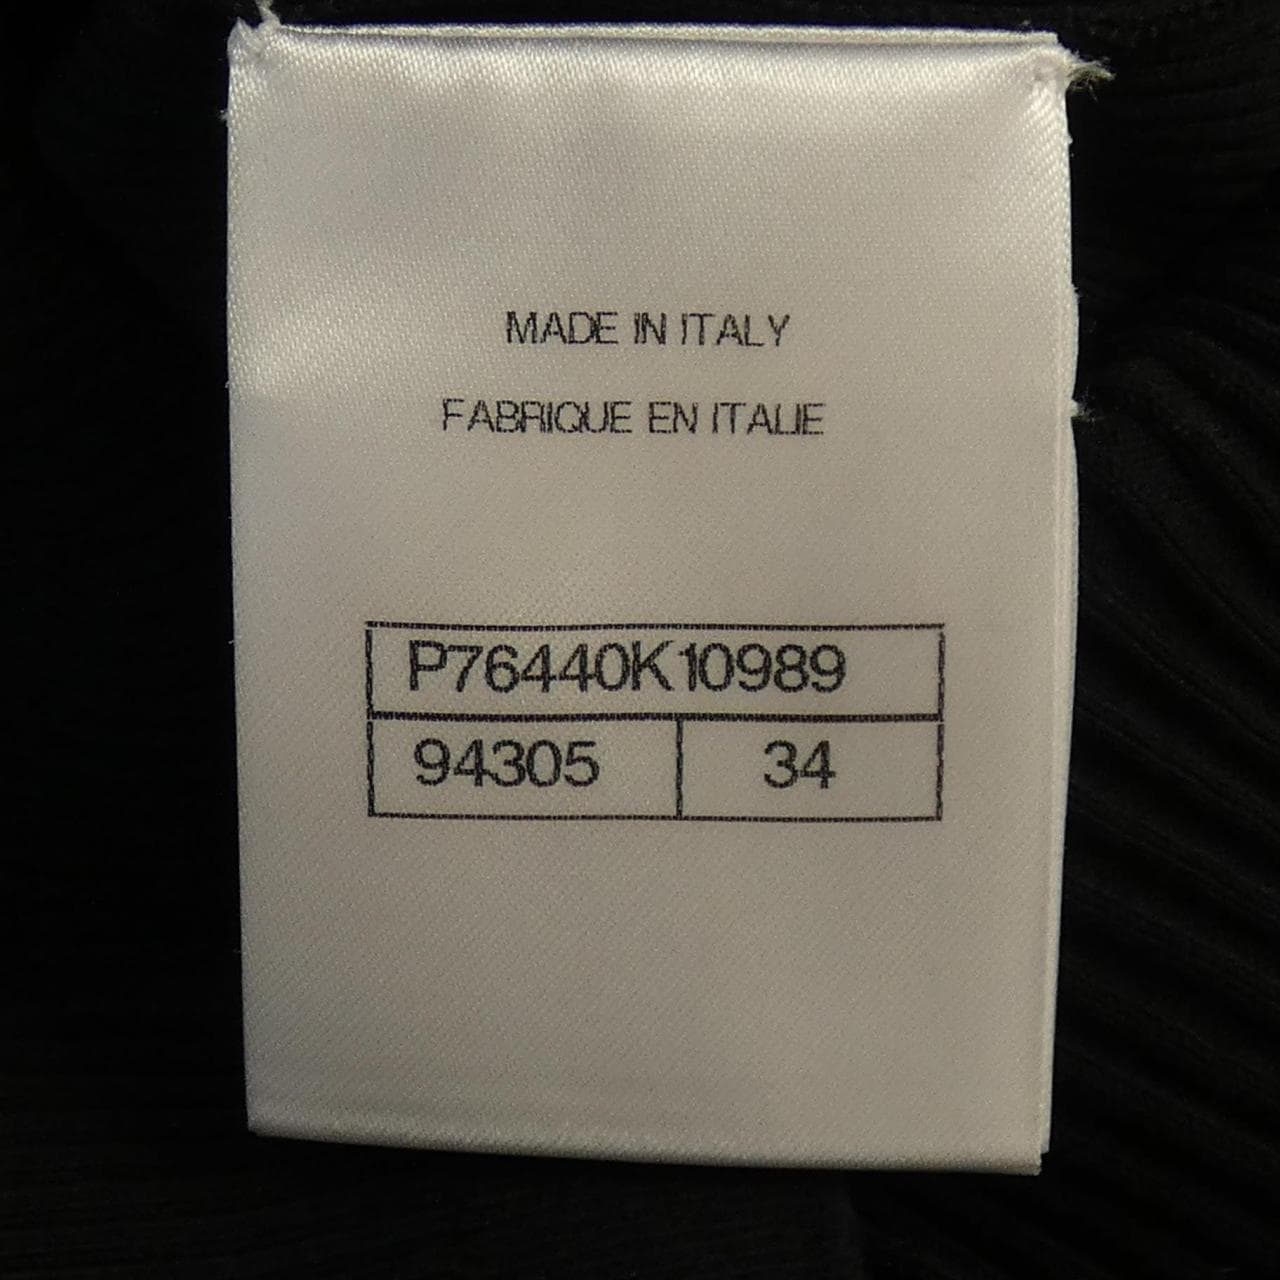 MADE IN ITALY
FABRIQUE EN ITALIE
P76440K10989
94305 34